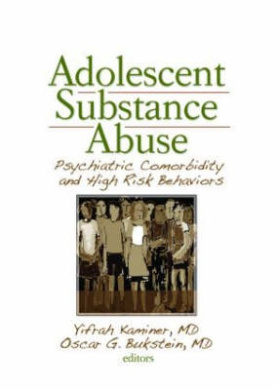 Adolescent
Substance
Abuse
Psychiatric Comorbidity
and High Risk Behaviors
Yifrah Kaminer, MD
Oscar G. Bukstein, MD
editors